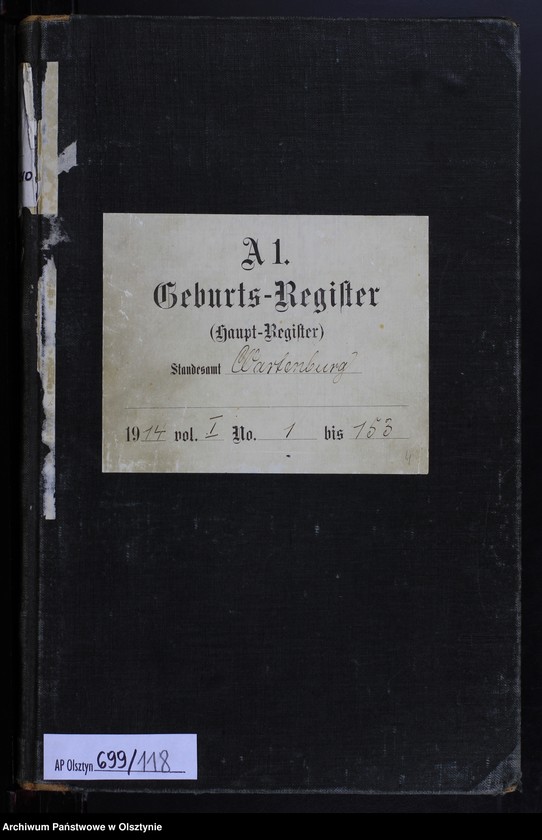 A 1.
Geburts-Register
(Haupt-Register)
Standesamt Wartenburg
1914 vol. I No. 1 bis 153
AP Olsztyn 699/118
Archiwum Państwowe w Olsztynie